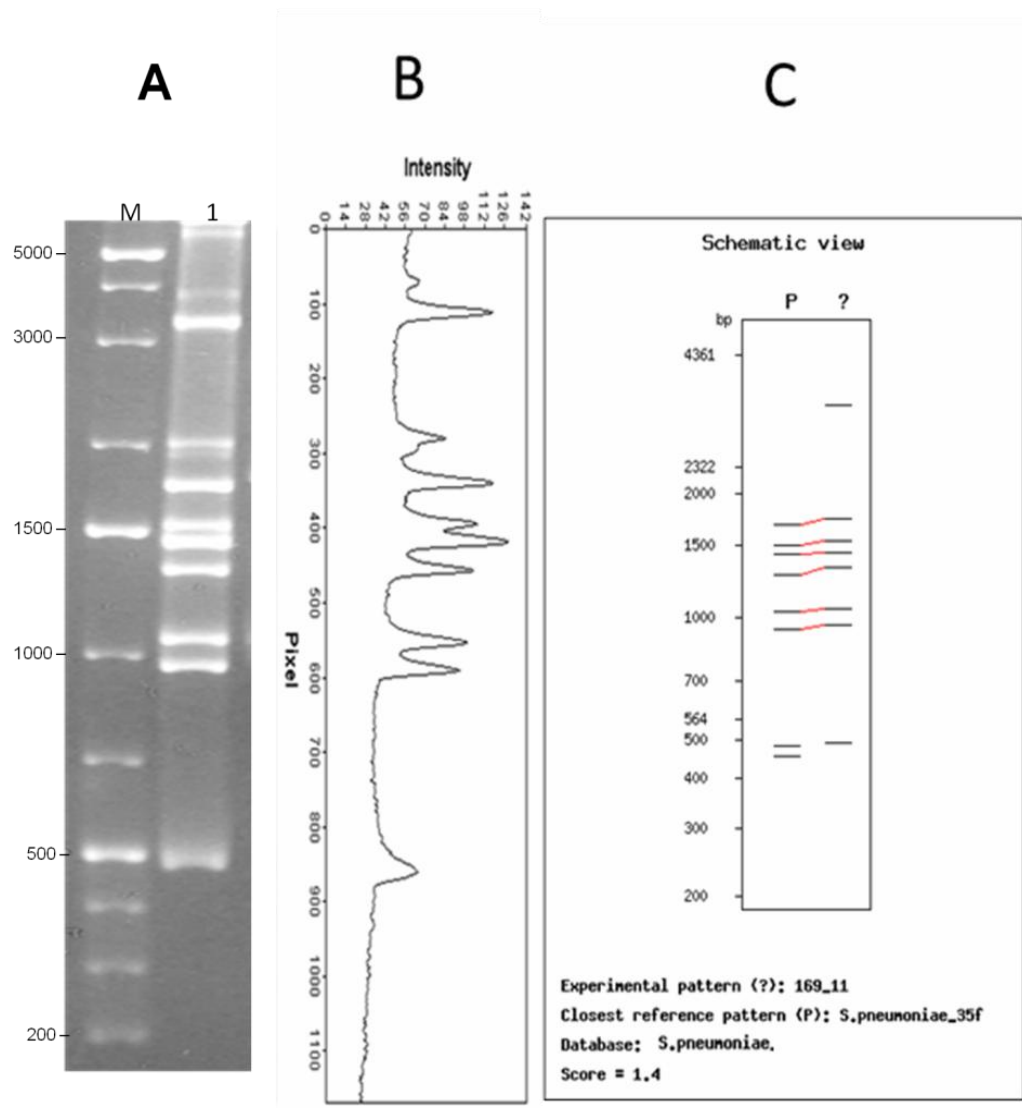 A
B
C
M 1
5000
3000
1500
1000
500
200
Intensity
0 14 28 42 56 70 84 98 112 126 142
0
100
200
300
400
500
600
700
800
900
1000
1100
Pixel
Schematic view
P ?
bp
4361
2322
2000
1500
1000
700
564
500
400
300
200
Experimental pattern (?): 169_11
Closest reference pattern (P): S.pneumoniae_35f
Database: S.pneumoniae.
Score = 1.4